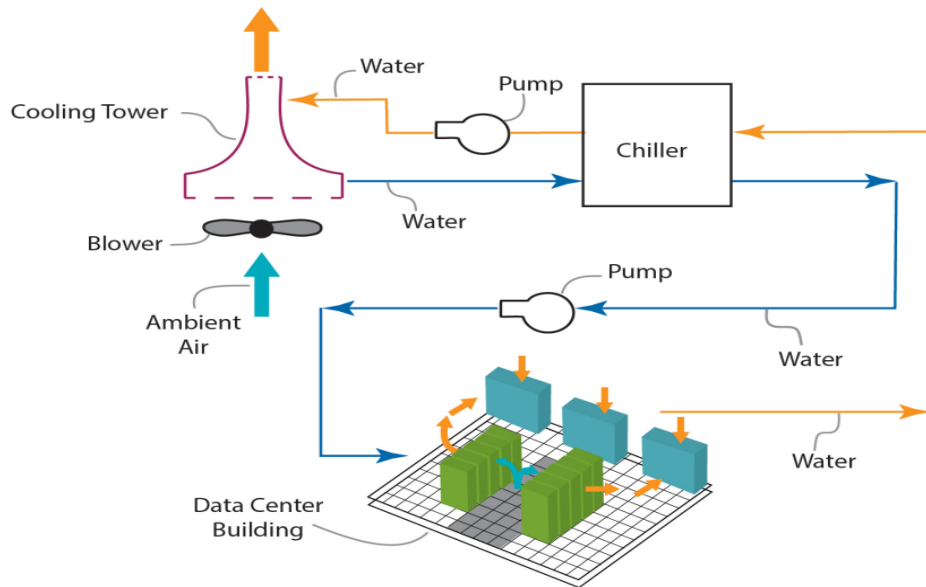 Water
Pump
Cooling Tower
Chiller
Water
Blower
Pump
Ambient
Air
Water
Water
Data Center
Building